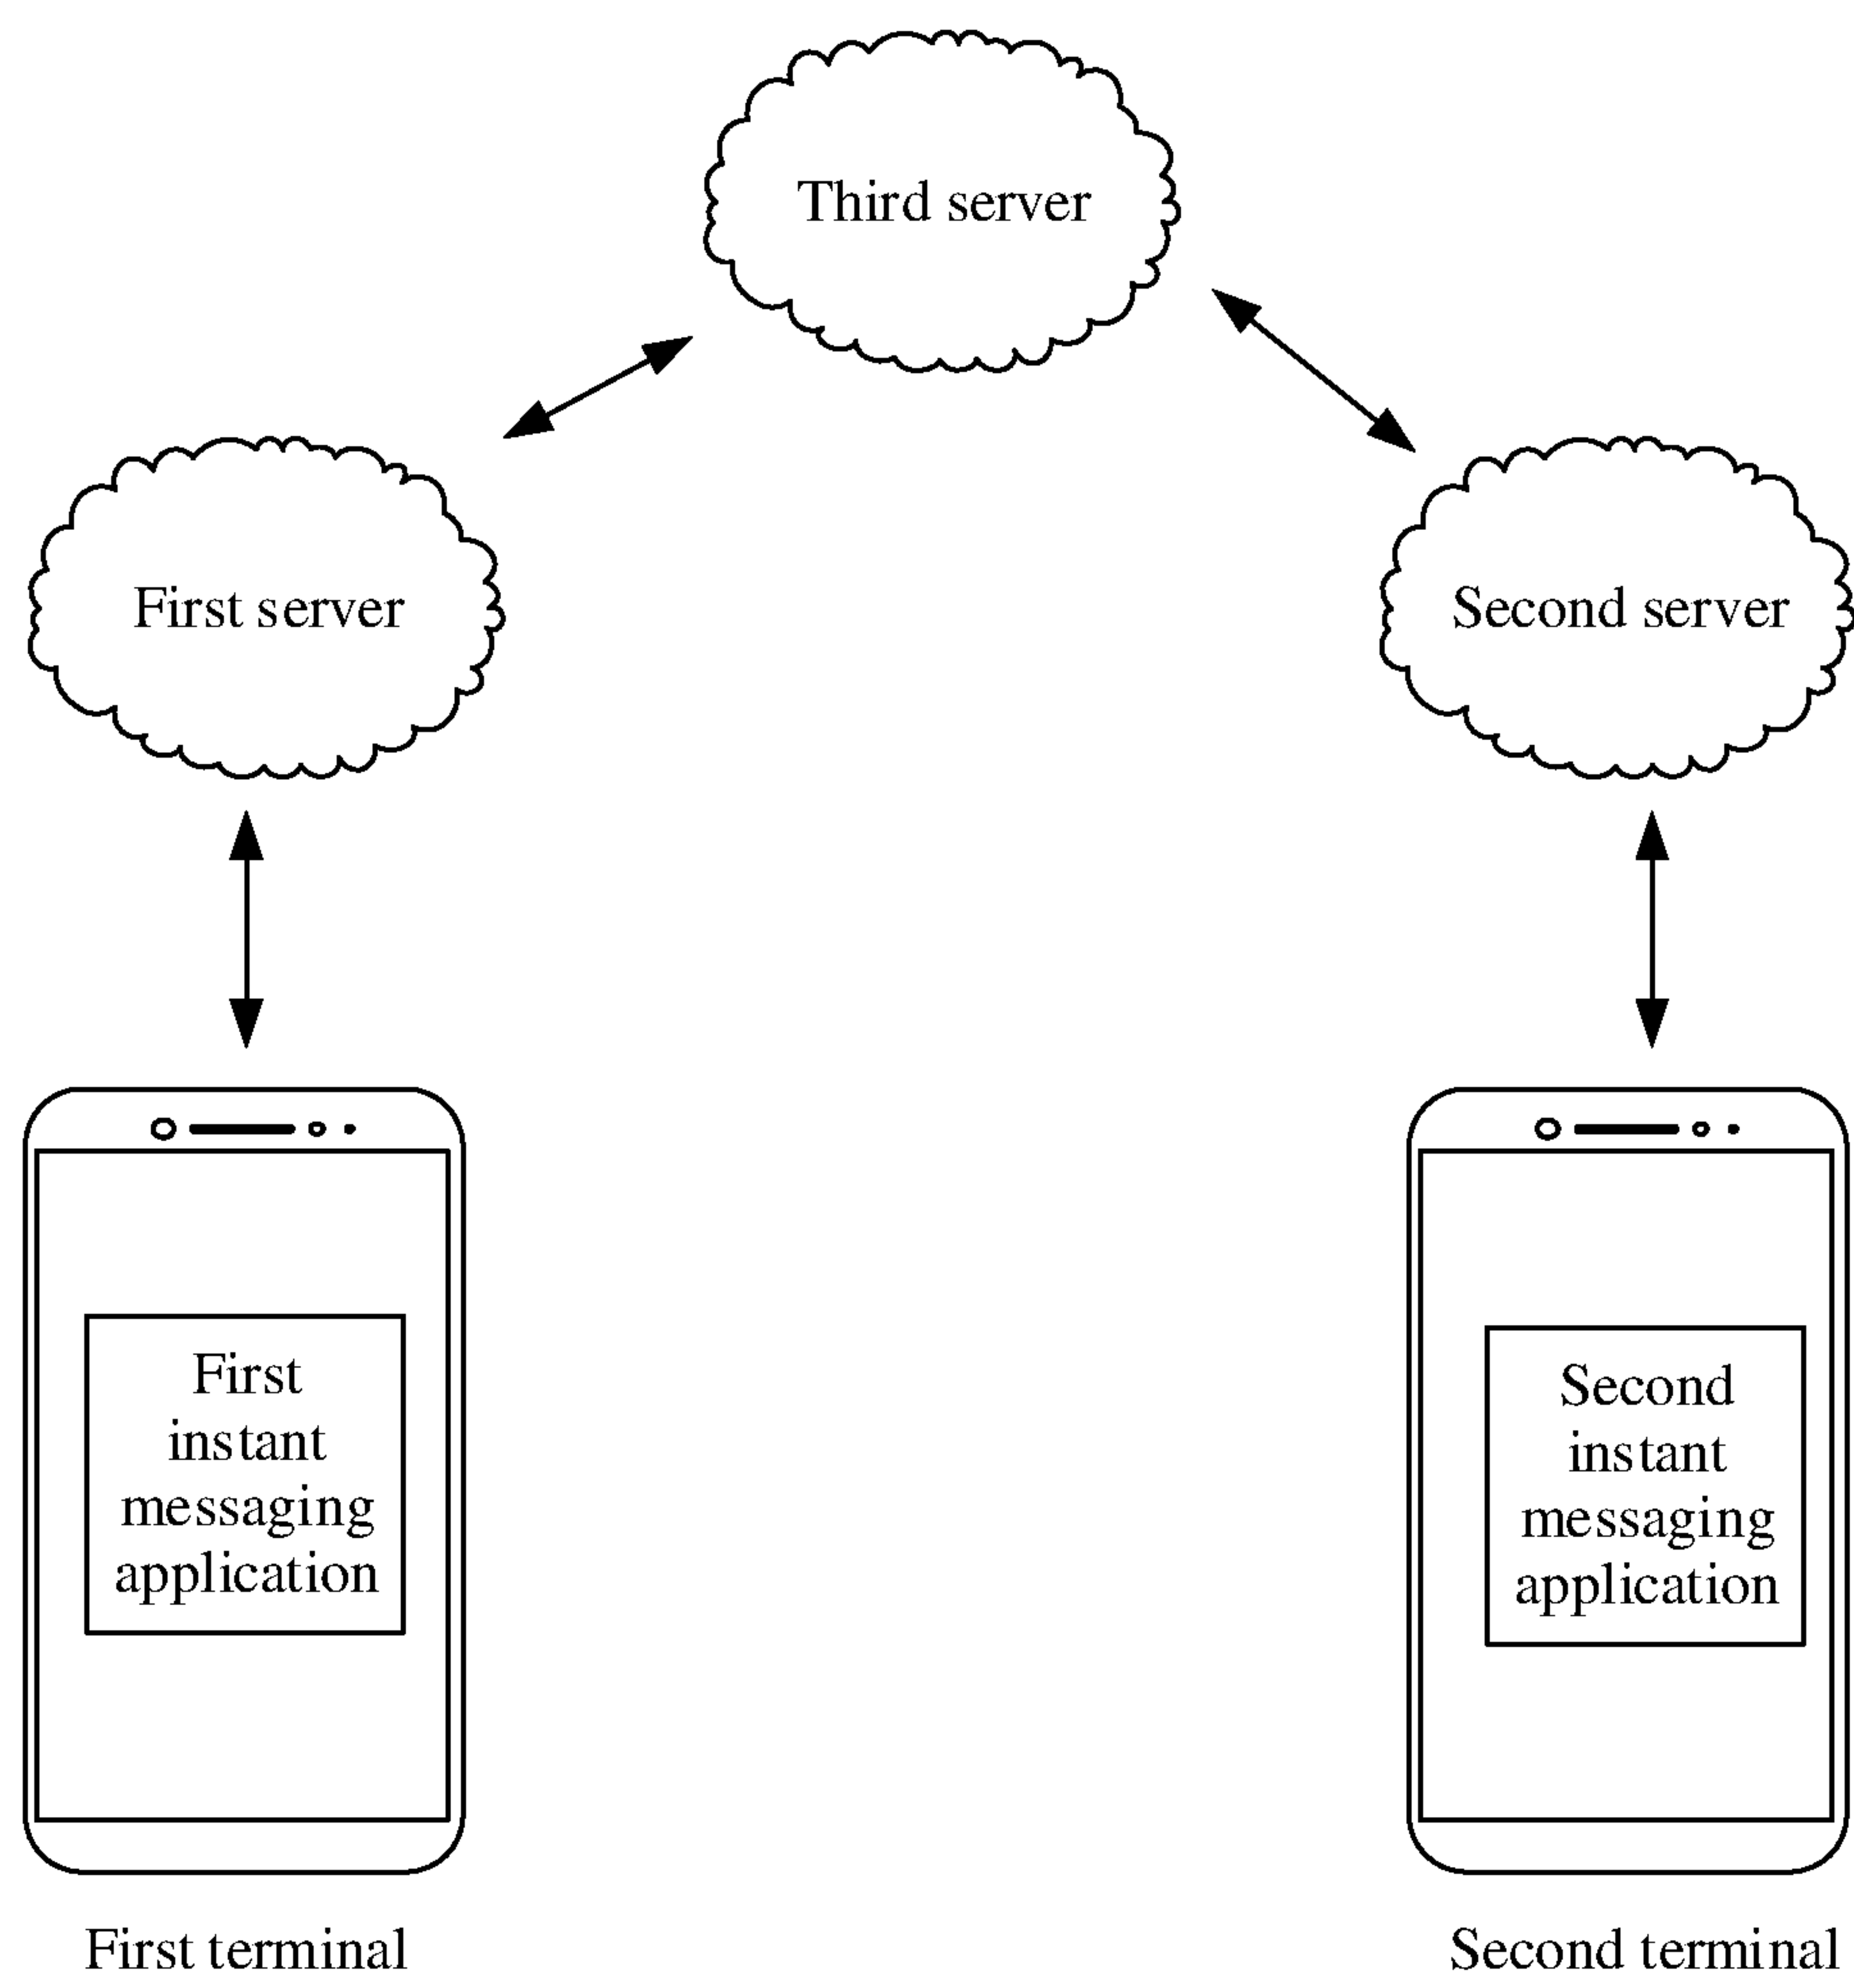 Third server
First server
Second server
First
instant
messaging
application
Second
instant
messaging
application
First terminal
Second terminal